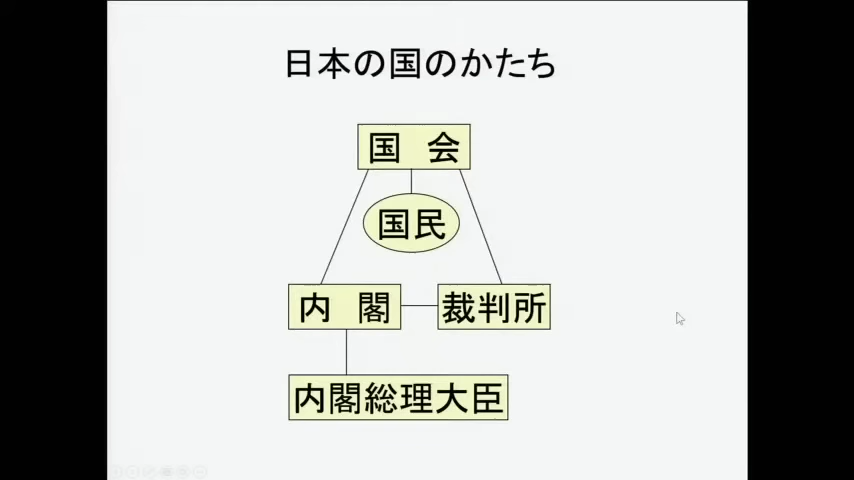 日本の国のかたち
国　会
国民
内　閣
裁判所
内閣総理大臣